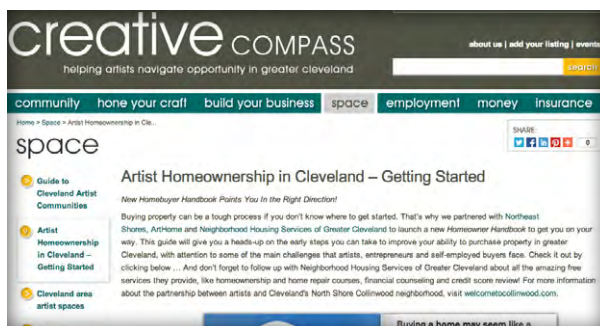 creative COMPASS
about us | add your listing | events
helping artists navigate opportunity in greater cleveland
search
community hone your craft build your business space employment money insurance
Home > Space > Artist Homeownership in Cle...
SHARE:
space
0
Artist Homeownership in Cleveland – Getting Started
Guide to
Cleveland Artist
Communities
New Homebuyer Handbook Points You In the Right Direction!
Buying property can be a tough process if you don't know where to get started. That's why we partnered with Northeast
Shores, ArtHome and Neighborhood Housing Services of Greater Cleveland to launch a new Homeowner Handbook to get you on your
way. This guide will give you a heads-up on the early steps you can take to improve your ability to purchase property in greater
Cleveland, with attention to some of the main challenges that artists, entrepreneurs and self-employed buyers face. Check it out by
clicking below ... And don't forget to follow up with Neighborhood Housing Services of Greater Cleveland about all the amazing free
services they provide, like homeownership and home repair courses, financial counseling and credit score review! For more information
about the partnership between artists and Cleveland's North Shore Collinwood neighborhood, visit welcometocollinwood.com.
Artist
Homeownership
in Cleveland –
Getting Started
Cleveland area
artist spaces
Buying a home may seem like a